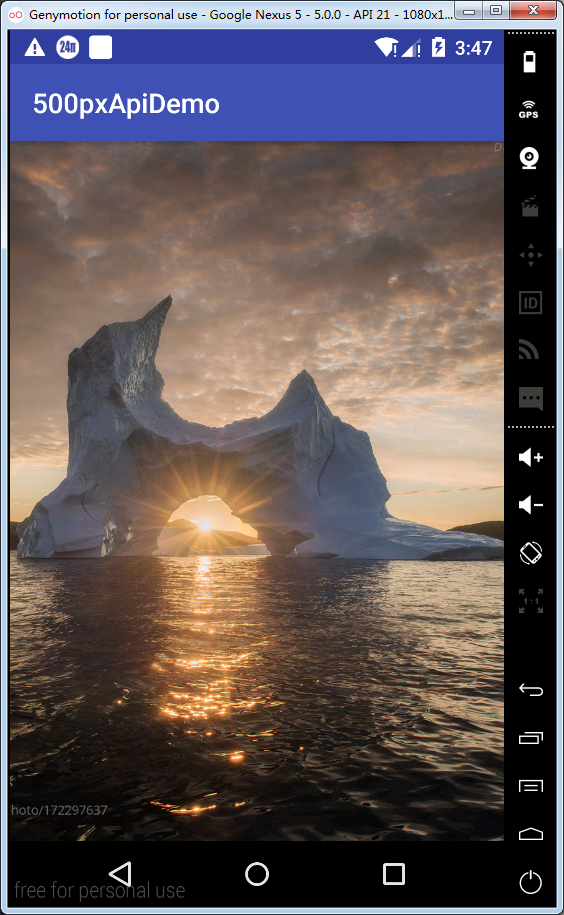 Genymotion for personal use - Google Nexus 5 - 5.0.0 - API 21 - 1080x1...
24π
3:47
500pxApiDemo
GPS
ID
1:1
hoto/172297637
free for personal use